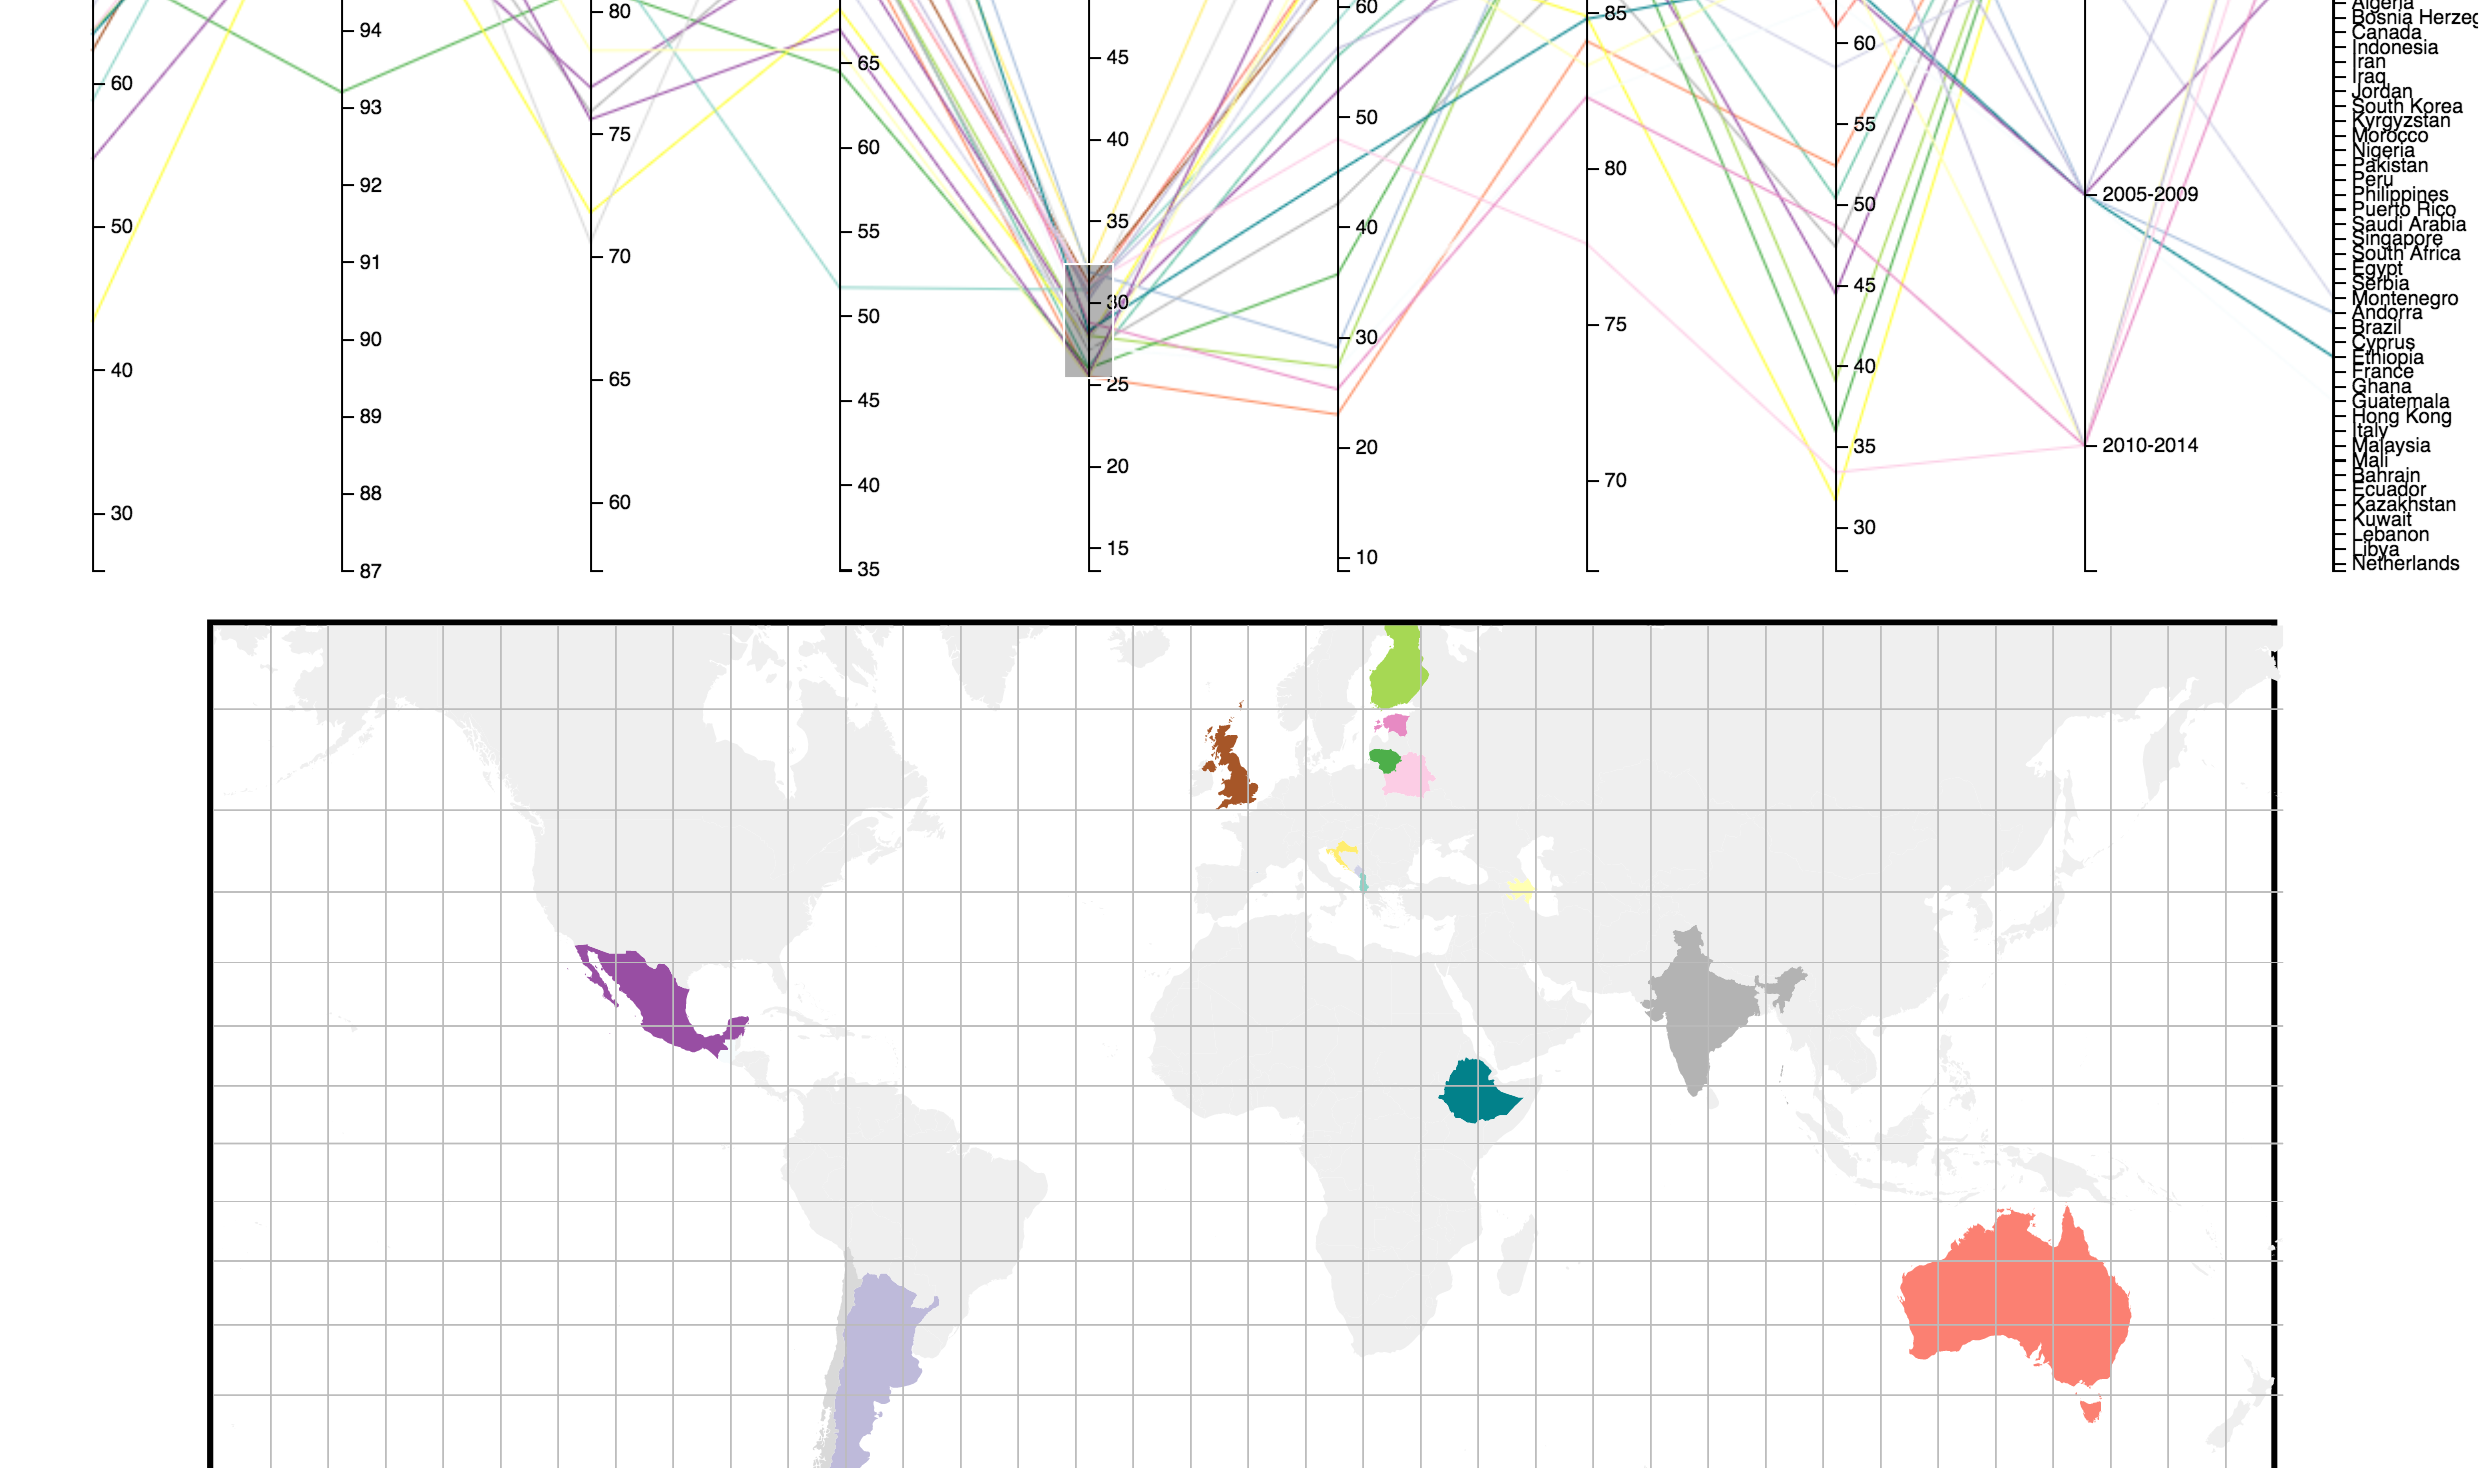 60
50
40
30
94
93
92
91
90
89
88
87
80
75
70
65
60
65
60
55
50
45
40
35
45
40
35
30
25
20
15
60
50
40
30
20
10
85
80
75
70
60
55
50
45
40
35
30
2005-2009
2010-2014
Algeria
Bosnia Herzeg
Canada
Indonesia
Iran
Iraq
Jordan
South Korea
Kyrgyzstan
Morocco
Nigeria
Pakistan
Peru
Philippines
Puerto Rico
Saudi Arabia
Singapore
South Africa
Egypt
Serbia
Montenegro
Andorra
Brazil
Cyprus
Ethiopia
France
Ghana
Guatemala
Hong Kong
Italy
Malaysia
Mali
Bahrain
Ecuador
Kazakhstan
Kuwait
Lebanon
Libya
Netherlands